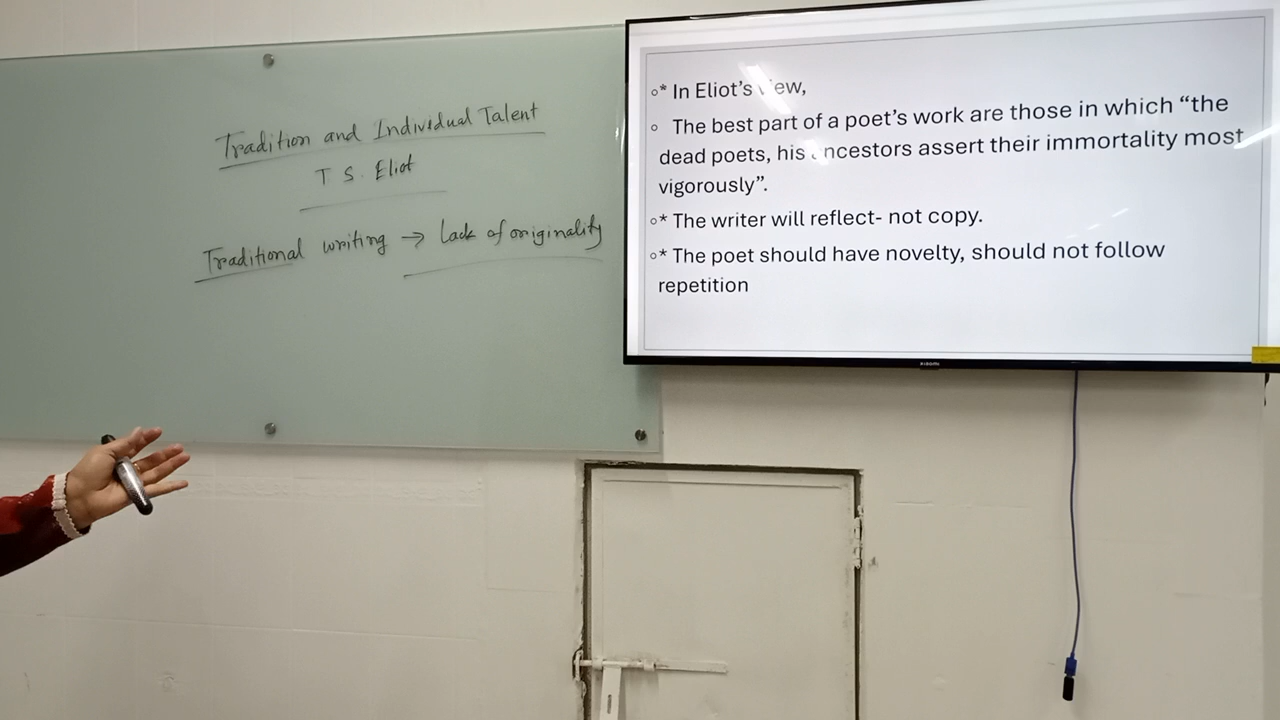 Tradition and Individual Talent
T S. Eliot
Traditional writing → Lack of originality
* In Eliot's view,
The best part of a poet's work are those in which “the
dead poets, his ancestors assert their immortality most
vigorously”.
* The writer will reflect- not copy.
* The poet should have novelty, should not follow
repetition
xiaomi